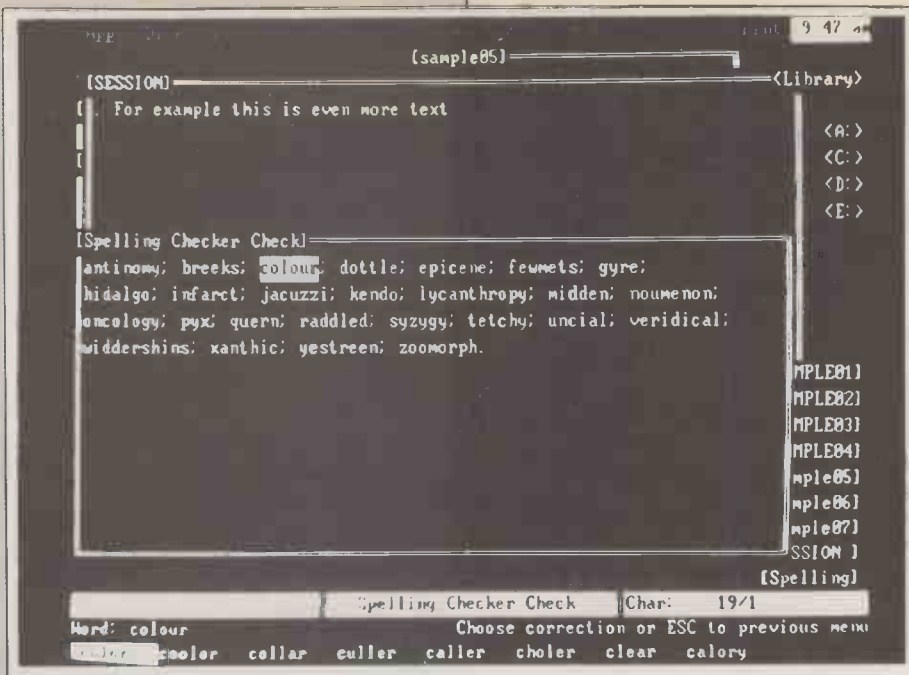 9 47
[sample05]
[SESSION] <Library>
. For example this is even more text
<A:>
<C:>
<D:>
<E:>
[Spelling Checker Check]
antinomy; breeks; colour; dottle; epicene; fewmets; gyre;
hidalgo; infarct; jacuzzi; kendo; lycanthropy; midden; noumenon;
oncology; pyx; quern; raddled; syzygy; tetchy; uncial; veridical;
widdershins; xanthic; yestreen; zoomorph.
MPLE01]
MPLE02]
MPLE03]
MPLE04]
mple05]
mple06]
mple07]
SSION ]
[Spelling]
Spelling Checker Check Char: 19/1
Word: colour Choose correction or ESC to previous menu
cooler collar culler caller choler clear calory